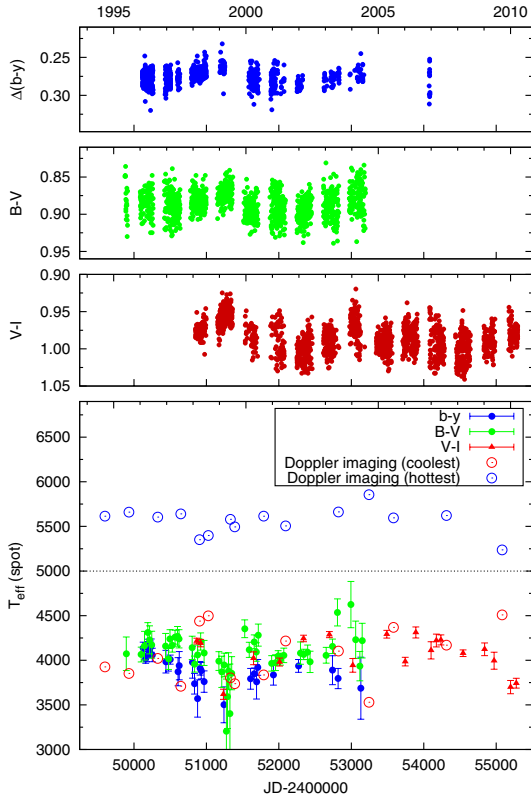 1995 2000 2005 2010
Δ(b-y)
0.25
0.30
B-V
0.85
0.90
0.95
V-I
0.90
0.95
1.00
1.05
T_eff (spot)
6500
6000
5500
5000
4500
4000
3500
3000
b-y
B-V
V-I
Doppler imaging (coolest)
Doppler imaging (hottest)
50000 51000 52000 53000 54000 55000
JD-2400000